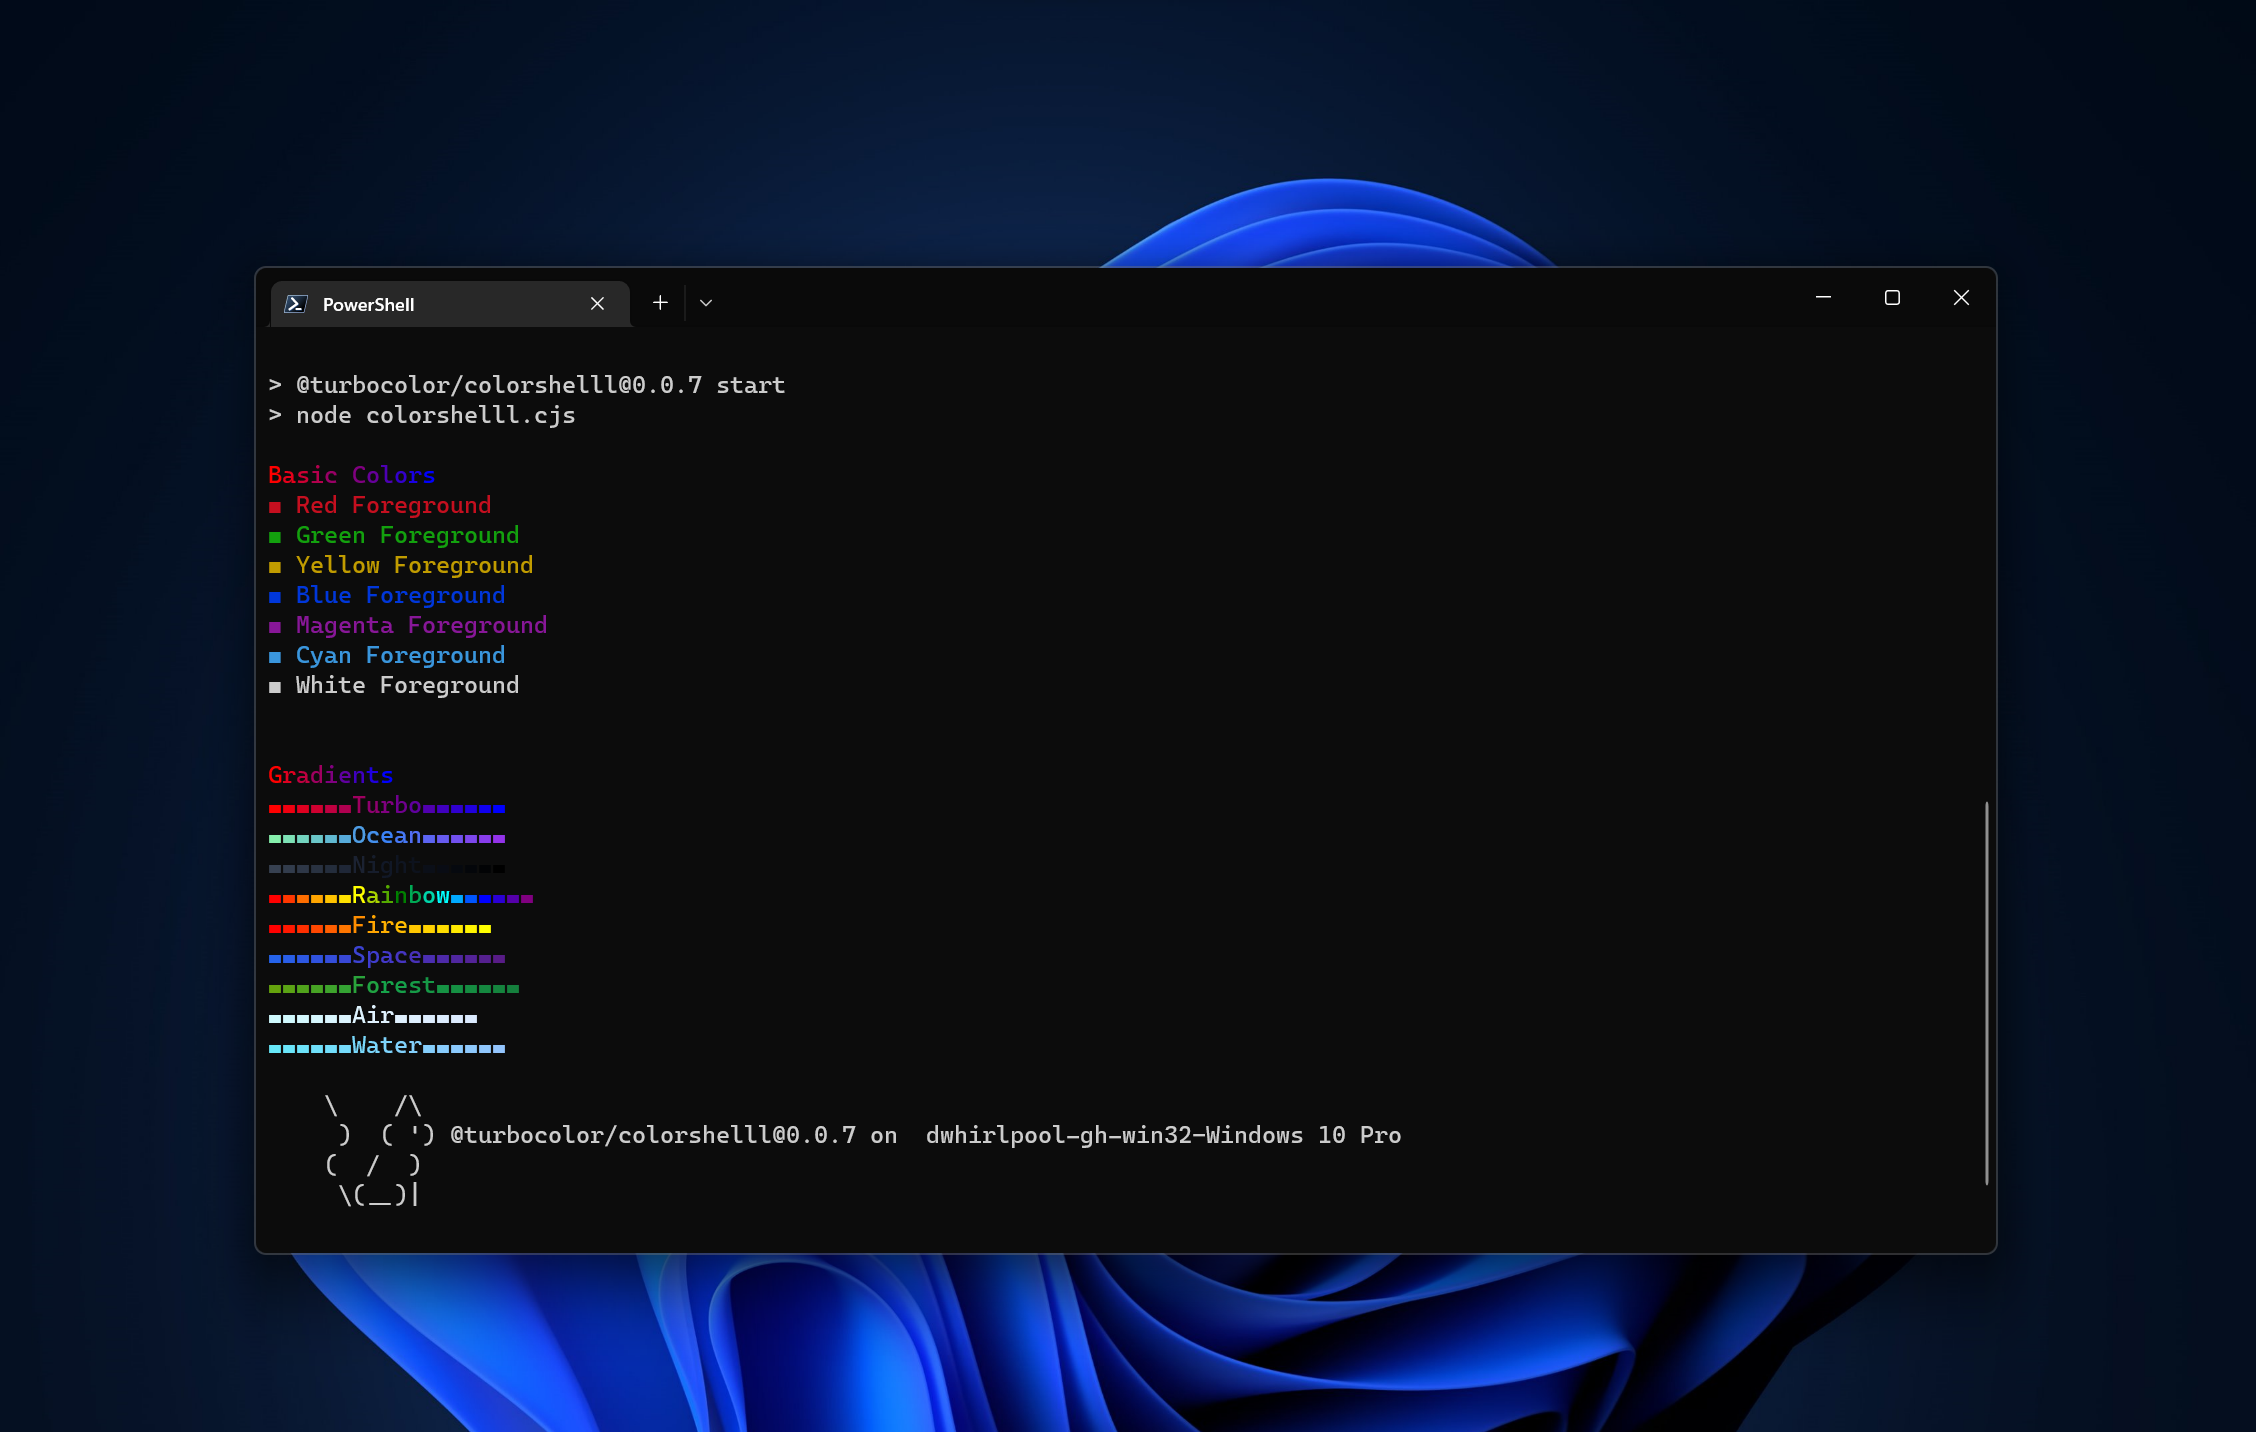 PowerShell
> @turbocolor/colorshelll@0.0.7 start
> node colorshelll.cjs
Basic Colors
■ Red Foreground
■ Green Foreground
■ Yellow Foreground
■ Blue Foreground
■ Magenta Foreground
■ Cyan Foreground
■ White Foreground
Gradients
▄▄▄▄▄▄Turbo▄▄▄▄▄▄
▄▄▄▄▄▄Ocean▄▄▄▄▄▄
▄▄▄▄▄▄Night▄▄▄▄▄▄
▄▄▄▄▄▄Rainbow▄▄▄▄▄▄
▄▄▄▄▄▄Fire▄▄▄▄▄▄
▄▄▄▄▄▄Space▄▄▄▄▄▄
▄▄▄▄▄▄Forest▄▄▄▄▄▄
▄▄▄▄▄▄Air▄▄▄▄▄▄
▄▄▄▄▄▄Water▄▄▄▄▄▄
    \    /\
     )  ( ') @turbocolor/colorshelll@0.0.7 on  dwhirlpool-gh-win32-Windows 10 Pro
    (  /  )
     \(__)|